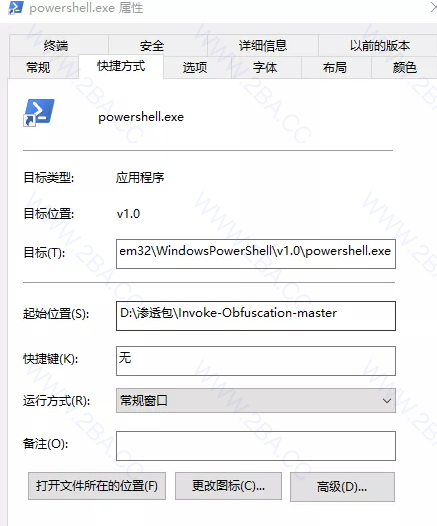 powershell.exe 属性
终端 安全 详细信息 以前的版本
常规 快捷方式 选项 字体 布局 颜色
powershell.exe
目标类型: 应用程序
目标位置: v1.0
目标(T): em32\WindowsPowerShell\v1.0\powershell.exe
起始位置(S): D:\渗透包\Invoke-Obfuscation-master
快捷键(K): 无
运行方式(R): 常规窗口
备注(O):
打开文件所在的位置(F) 更改图标(C)... 高级(D)...
WWW.2BA.CC